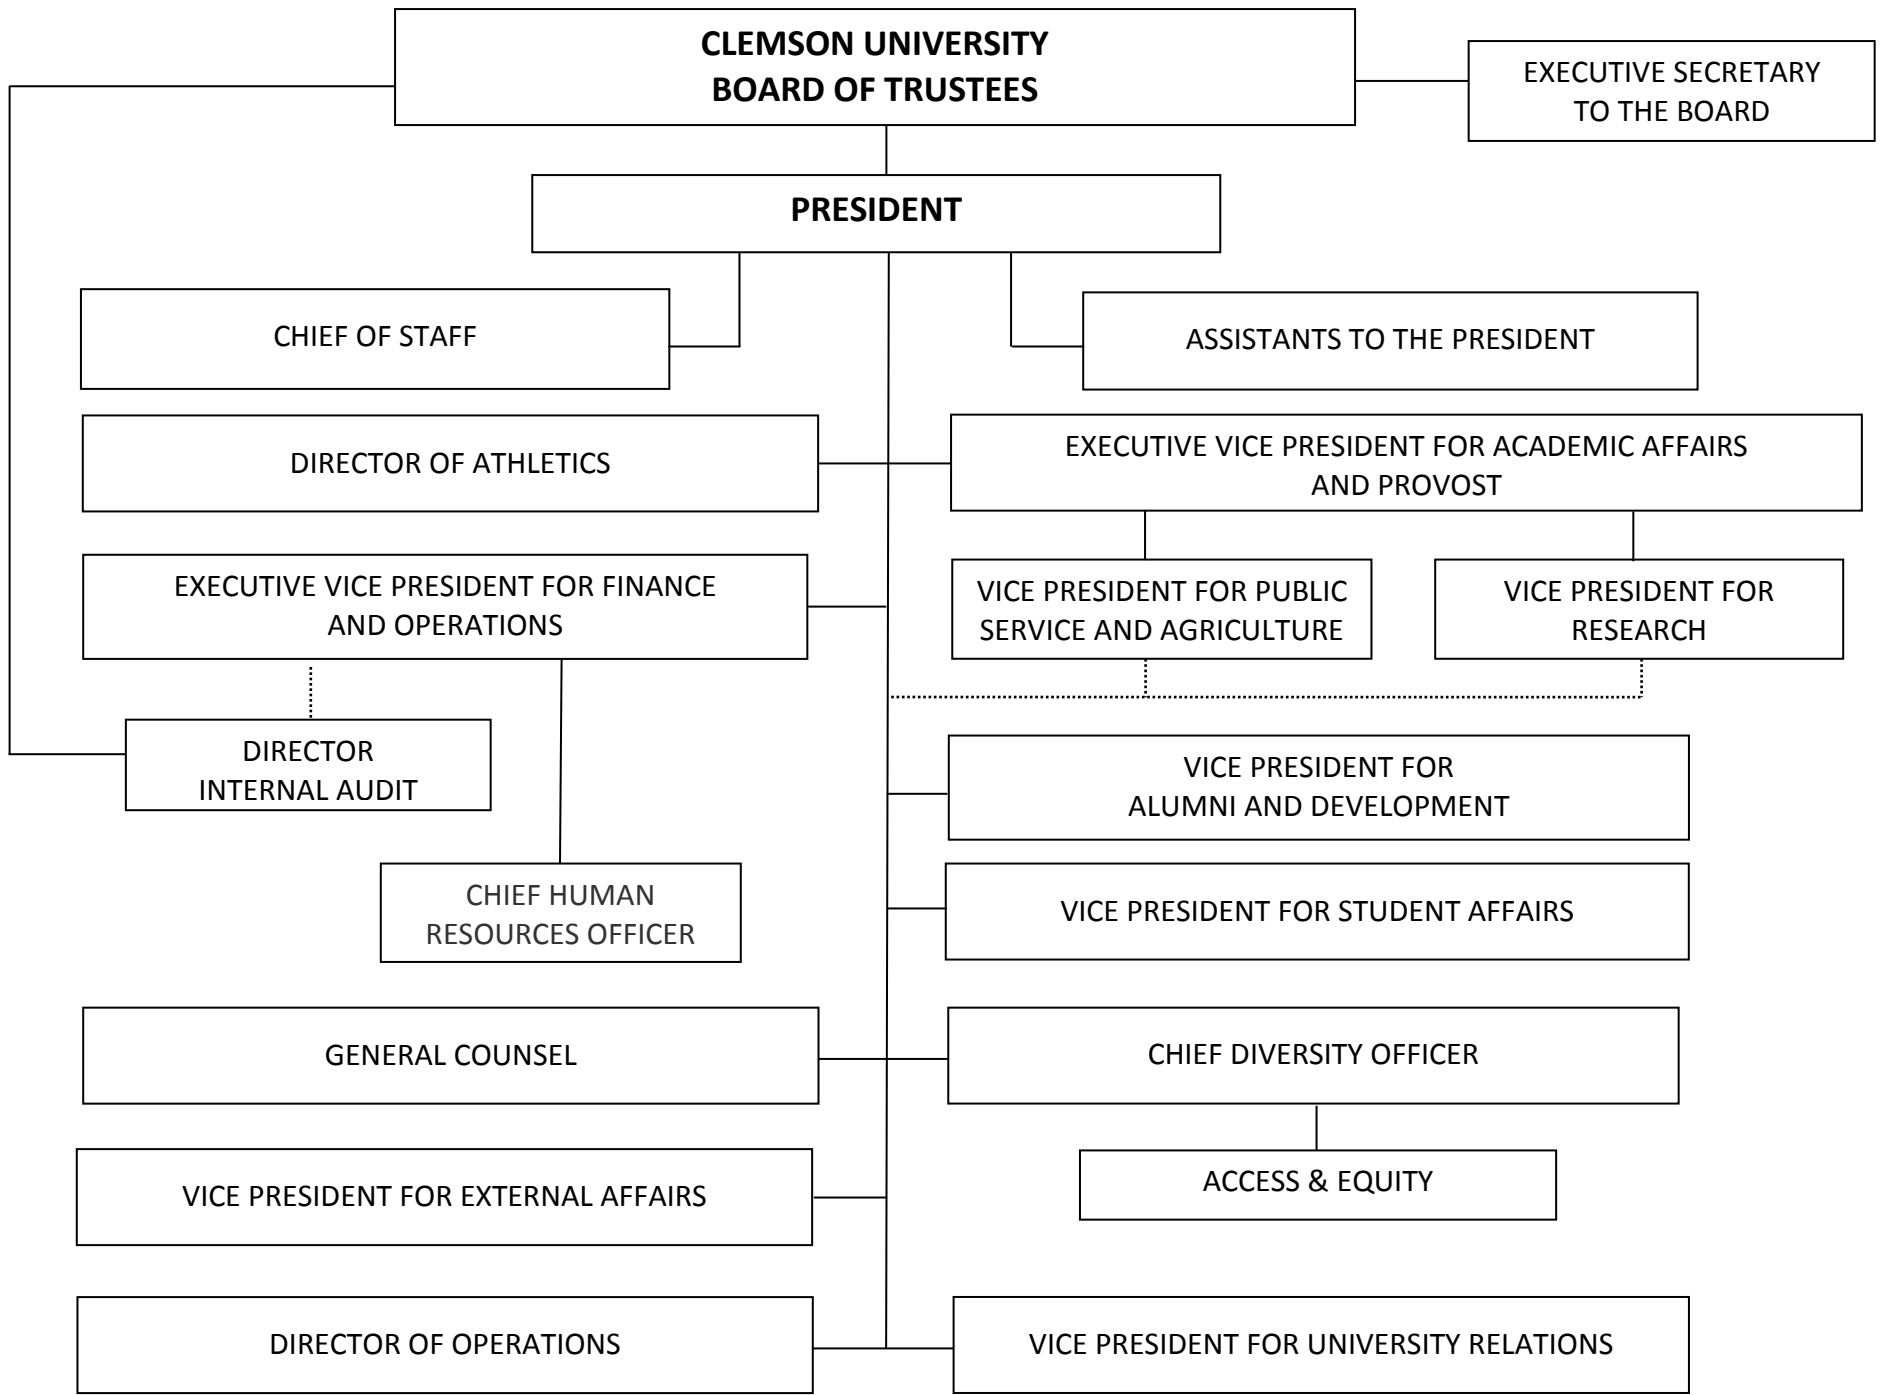 CLEMSON UNIVERSITY
BOARD OF TRUSTEES
EXECUTIVE SECRETARY
TO THE BOARD
PRESIDENT
CHIEF OF STAFF
ASSISTANTS TO THE PRESIDENT
DIRECTOR OF ATHLETICS
EXECUTIVE VICE PRESIDENT FOR ACADEMIC AFFAIRS
AND PROVOST
EXECUTIVE VICE PRESIDENT FOR FINANCE
AND OPERATIONS
VICE PRESIDENT FOR PUBLIC
SERVICE AND AGRICULTURE
VICE PRESIDENT FOR
RESEARCH
DIRECTOR
INTERNAL AUDIT
VICE PRESIDENT FOR
ALUMNI AND DEVELOPMENT
CHIEF HUMAN
RESOURCES OFFICER
VICE PRESIDENT FOR STUDENT AFFAIRS
GENERAL COUNSEL
CHIEF DIVERSITY OFFICER
VICE PRESIDENT FOR EXTERNAL AFFAIRS
ACCESS & EQUITY
DIRECTOR OF OPERATIONS
VICE PRESIDENT FOR UNIVERSITY RELATIONS